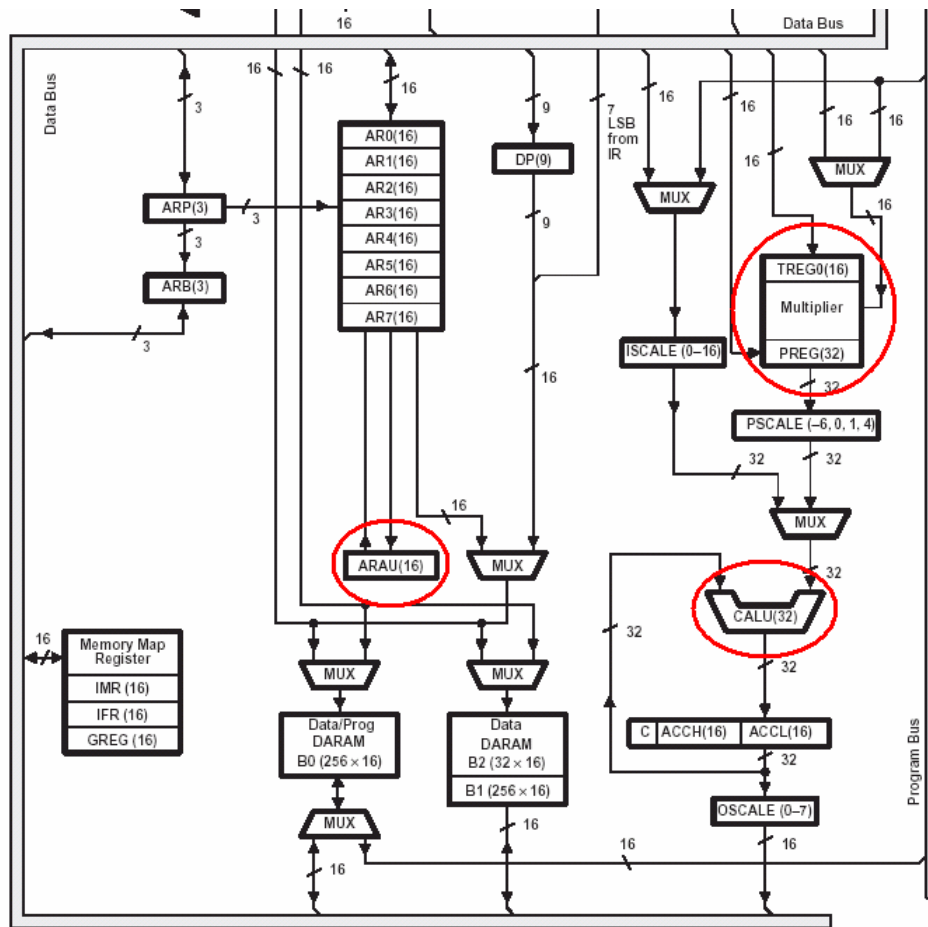 16
Data Bus
Data Bus
16
16
16
3
9
7
LSB
from
IR
16
16
16
16
16
AR0(16)
AR1(16)
AR2(16)
AR3(16)
AR4(16)
AR5(16)
AR6(16)
AR7(16)
DP(9)
MUX
MUX
ARP(3)
3
3
9
16
ARB(3)
3
TREG0(16)
Multiplier
PREG(32)
ISCALE (0–16)
16
32
PSCALE (–6, 0, 1, 4)
32
32
16
MUX
ARAU(16)
MUX
32
CALU(32)
32
32
16
Memory Map
Register
IMR (16)
IFR (16)
GREG (16)
MUX
MUX
Data/Prog
DARAM
B0 (256 × 16)
Data
DARAM
B2 (32 × 16)
B1 (256 × 16)
C
ACCH(16)
ACCL(16)
32
Program Bus
OSCALE (0–7)
MUX
16
16
16
16